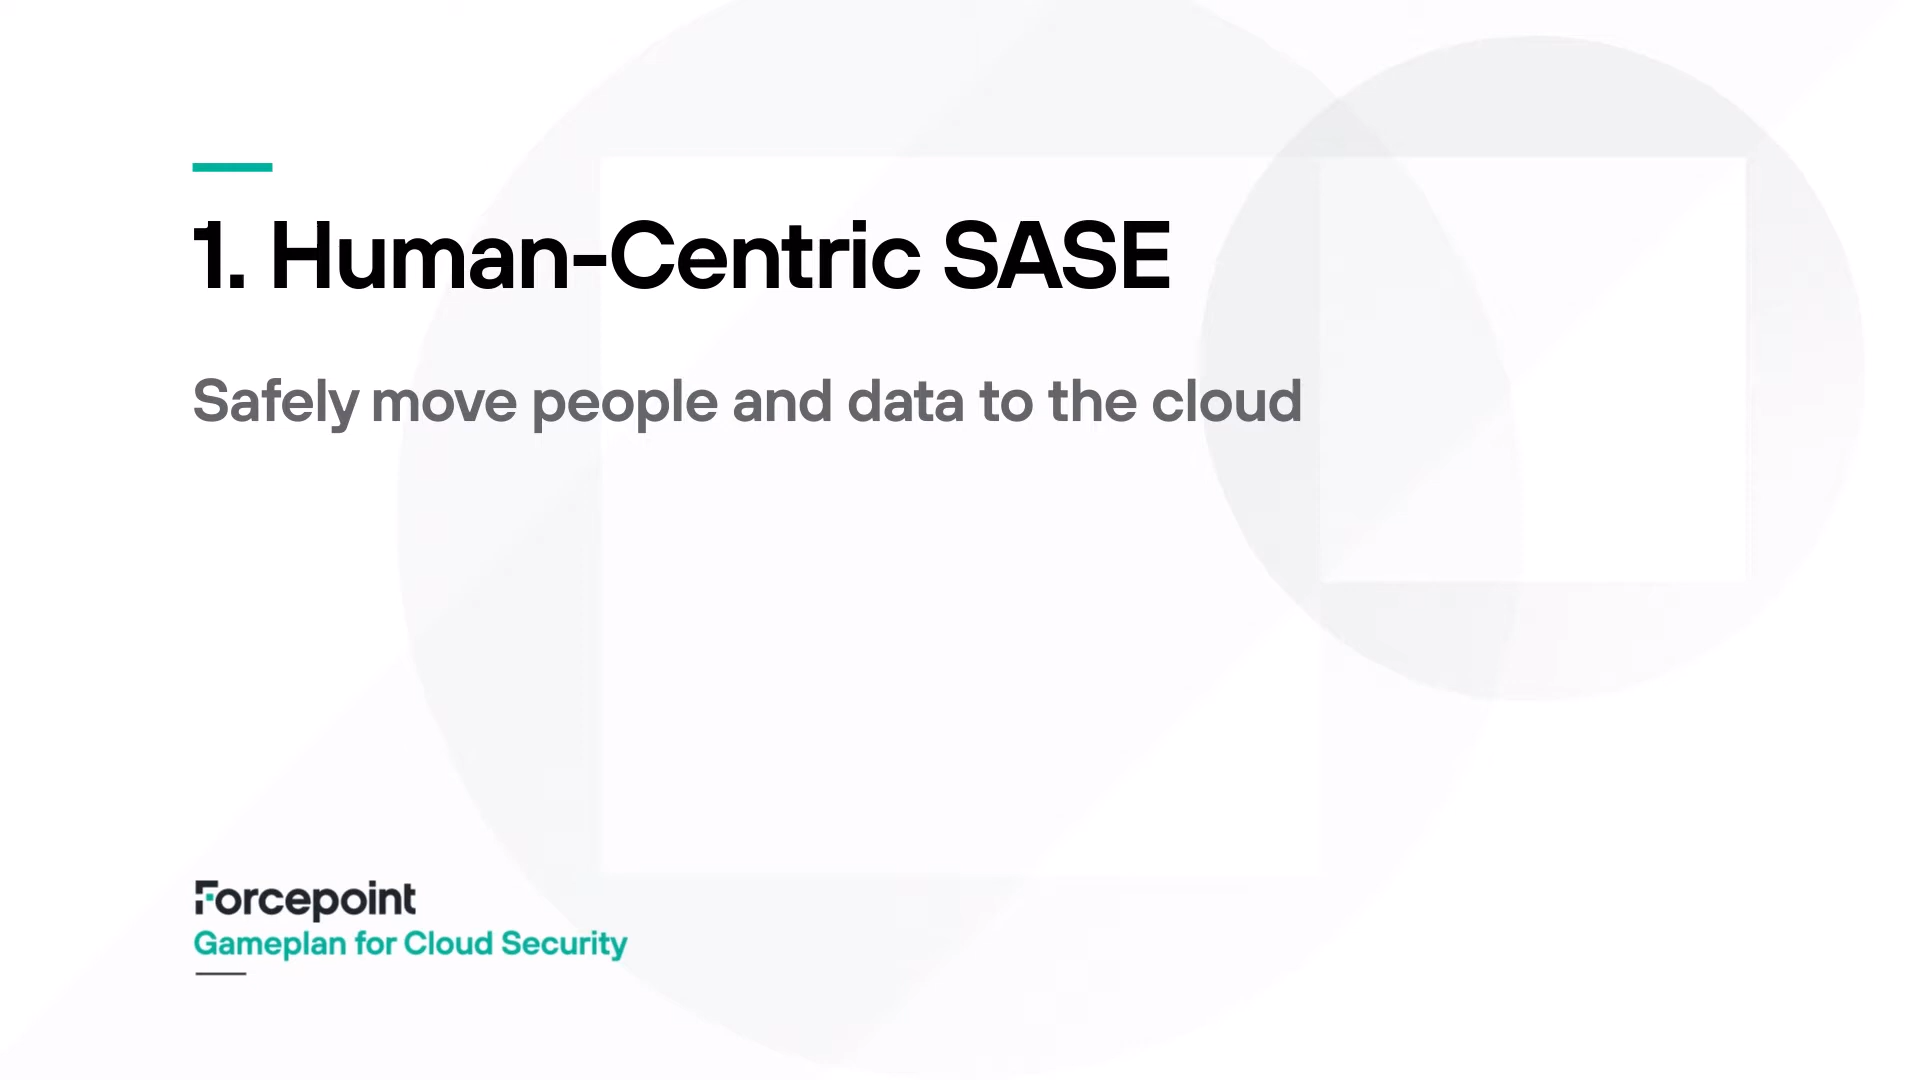 1. Human-Centric SASE
Safely move people and data to the cloud
Forcepoint
Gameplan for Cloud Security